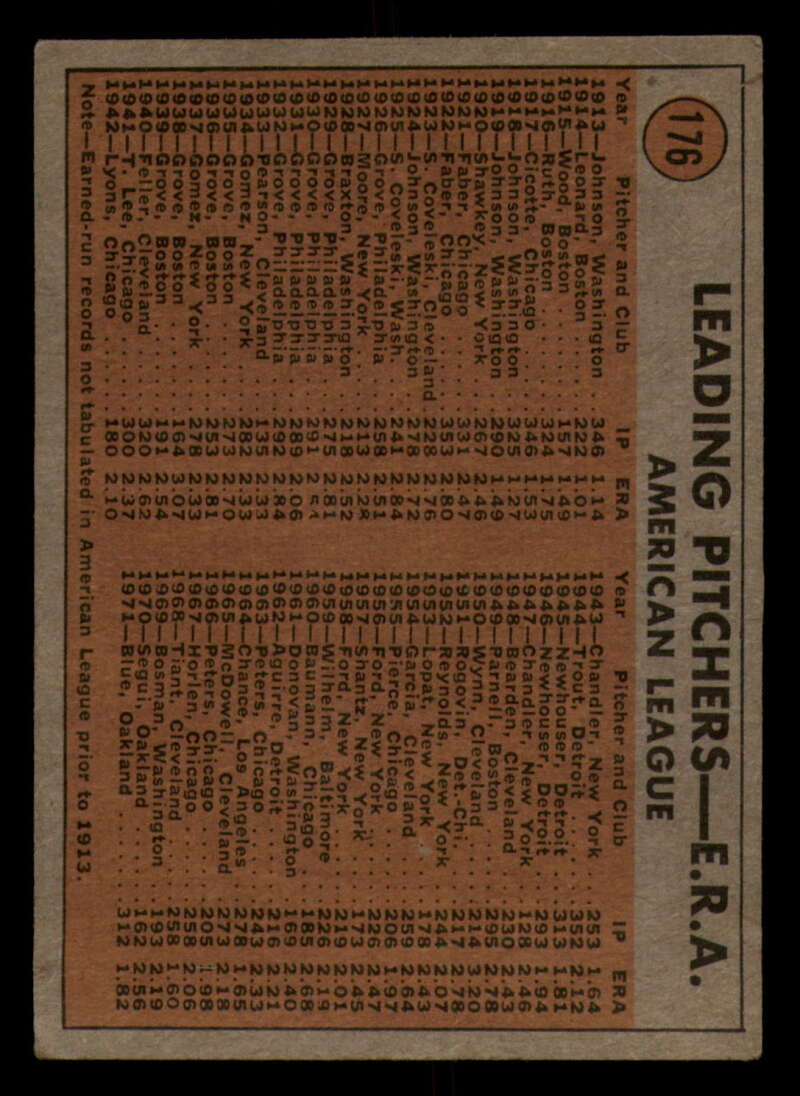 176
LEADING PITCHERS—E.R.A.
AMERICAN LEAGUE
Year Pitcher and Club IP ERA
1913—Johnson, Washington . . 346 1.14
1914—Leonard, Boston . . . . 222 1.01
1915—Wood, Boston . . . . 157 1.49
1916—Ruth, Boston . . . . 324 1.75
1917—Cicotte, Chicago . . . . 346 1.53
1918—Johnson, Washington . . 325 1.27
1919—Johnson, Washington . . 290 1.49
1920—Shawkey, New York . . . 267 2.46
1921—Faber, Chicago . . . . 331 2.47
1922—Faber, Chicago . . . . 353 2.80
1923—S. Coveleski, Cleveland . . 228 2.76
1924—Johnson, Washington . . 278 2.72
1925—S. Coveleski, Wash. . . . 241 2.84
1926—Grove, Philadelphia . . . 258 2.51
1927—Moore, New York . . . . 213 2.28
1928—Braxton, Washington . . 218 2.52
1929—Grove, Philadelphia . . . 275 2.81
1930—Grove, Philadelphia . . . 291 2.54
1931—Grove, Philadelphia . . . 289 2.06
1932—Grove, Philadelphia . . . 292 2.84
1933—Pearson, Cleveland . . . 135 2.33
1934—Gomez, New York . . . . 282 2.33
1935—Grove, Boston . . . . 273 2.70
1936—Grove, Boston . . . . 253 2.81
1937—Gomez, New York . . . . 278 2.33
1938—Grove, Boston . . . . 164 3.07
1939—Grove, Boston . . . . 191 2.54
1940—Feller, Cleveland . . . . 320 2.62
1941—T. Lee, Chicago . . . . 300 2.37
1942—Lyons, Chicago . . . . 180 2.10
Year Pitcher and Club IP ERA
1943—Chandler, New York . . . 253 1.64
1944—Trout, Detroit . . . . 352 2.12
1945—Newhouser, Detroit . . . 313 1.81
1946—Newhouser, Detroit . . . 293 1.94
1947—Chandler, New York . . . 128 2.46
1948—Bearden, Cleveland . . . 230 2.43
1949—Parnell, Boston . . . . 295 2.78
1950—Wynn, Cleveland . . . . 214 3.20
1951—Rogovin, Det.-Chi. . . . 217 2.78
1952—Reynolds, New York . . . 244 2.07
1953—Lopat, New York . . . . 178 2.43
1954—Garcia, Cleveland . . . . 259 2.64
1955—Pierce, Chicago . . . . 206 1.97
1956—Ford, New York . . . . 226 2.47
1957—Shantz, New York . . . . 173 2.45
1958—Ford, New York . . . . 219 2.01
1959—Wilhelm, Baltimore . . . 226 2.19
1960—Baumann, Chicago . . . . 185 2.68
1961—Donovan, Washington . . 169 2.40
1962—Aguirre, Detroit . . . . 216 2.21
1963—Peters, Chicago . . . . 243 2.33
1964—Chance, Los Angeles . . . 278 1.65
1965—McDowell, Cleveland . . . 273 2.18
1966—Peters, Chicago . . . . 205 1.98
1967—Horlen, Chicago . . . . 258 2.06
1968—Tiant, Cleveland . . . . 258 1.60
1969—Bosman, Washington . . . 193 2.19
1970—Segui, Oakland . . . . 162 2.56
1971—Blue, Oakland . . . . 312 1.82
Note—Earned-run records not tabulated in American League prior to 1913.